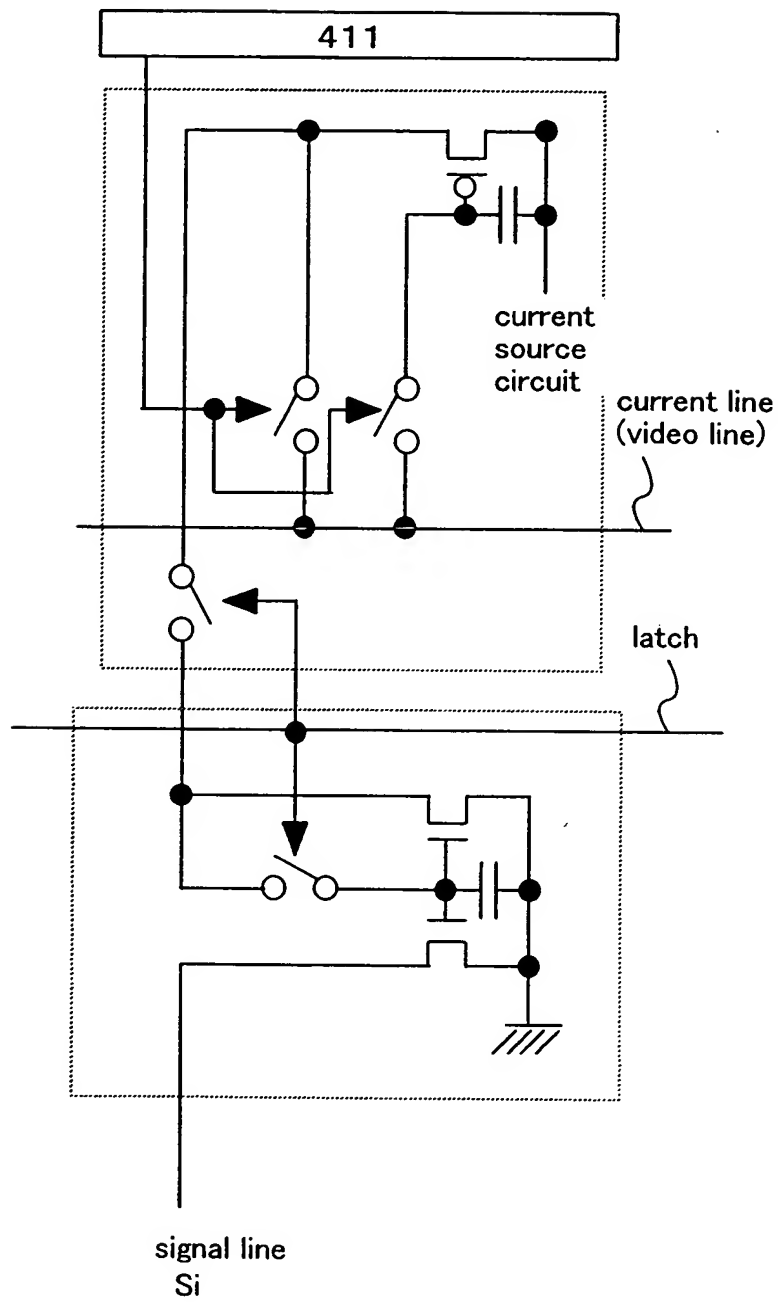 411
current
source
circuit
current line
(video line)
latch
signal line
Si